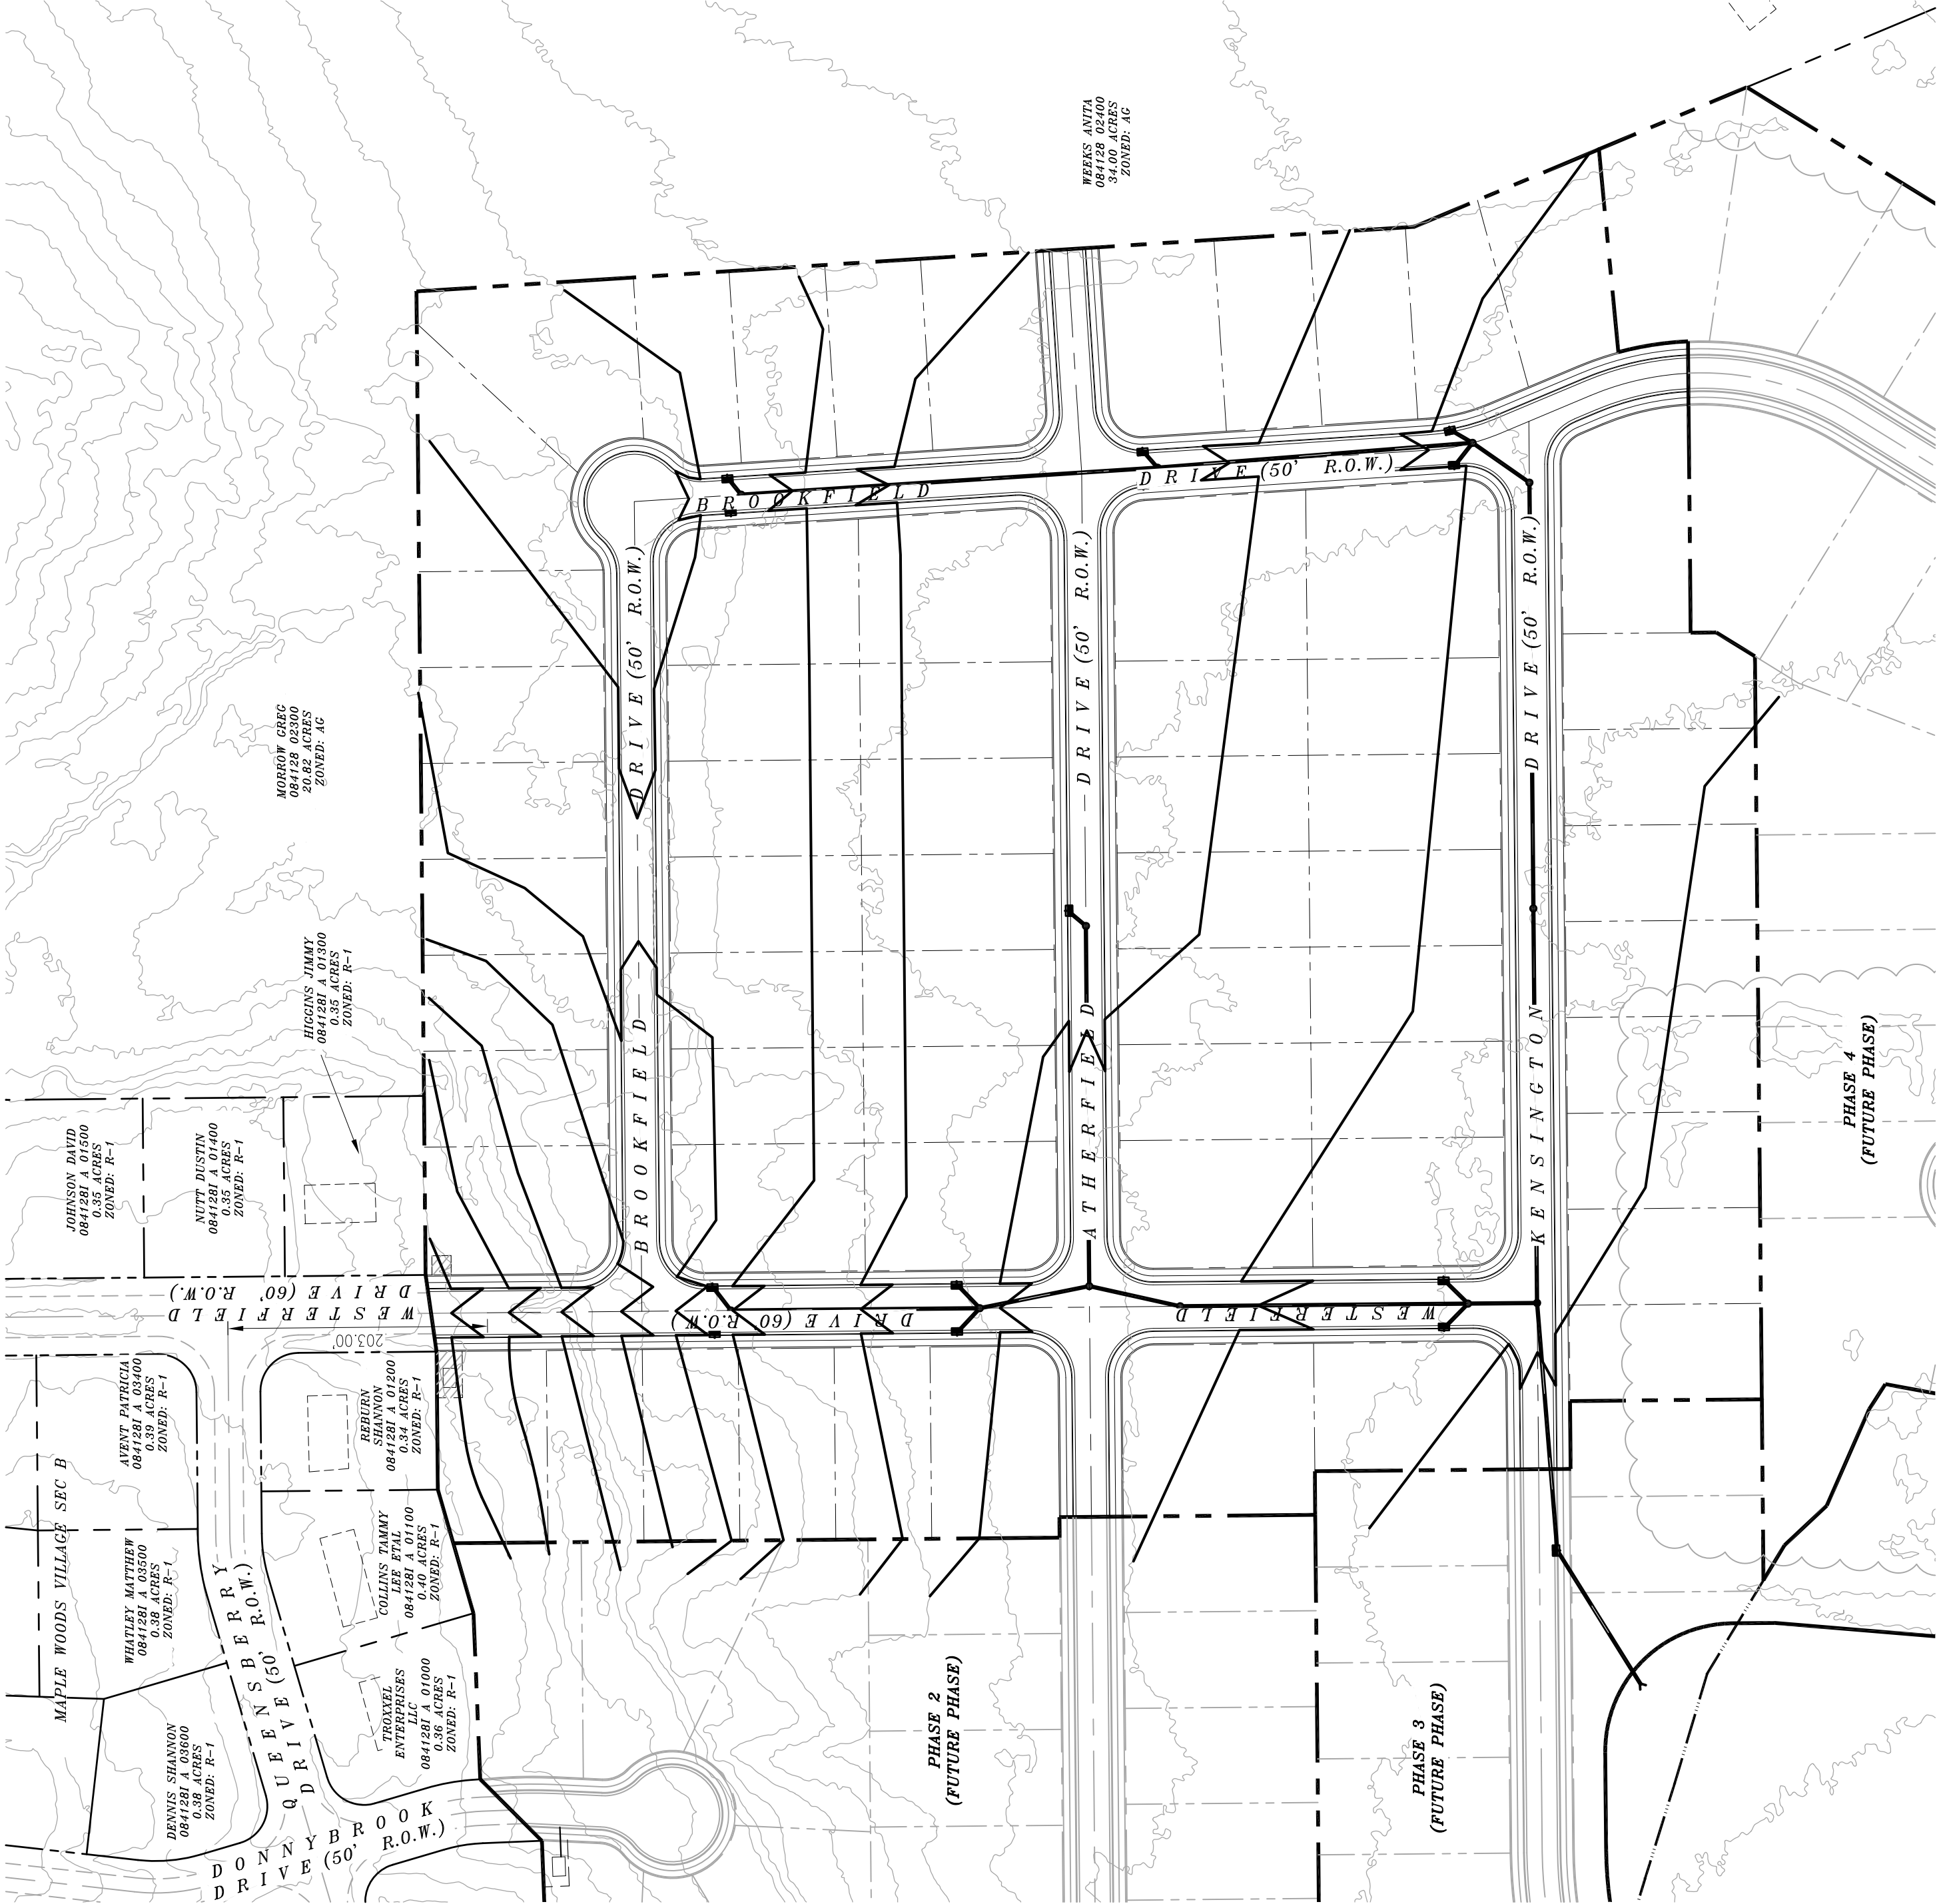 WEEKS ANITA
084128 02400
34.00 ACRES
ZONED: AG
MORROW GREG
084128 02300
20.82 ACRES
ZONED: AG
HIGGINS JIMMY
084128I A 01300
0.35 ACRES
ZONED: R-1
JOHNSON DAVID
084128I A 01500
0.35 ACRES
ZONED: R-1
NUTT DUSTIN
084128I A 01400
0.35 ACRES
ZONED: R-1
WESTERFIELD
DRIVE (60' R.O.W.)
203.00'
AVENT PATRICIA
084128I A 03400
0.39 ACRES
ZONED: R-1
REBURN
SHANNON
084128I A 01200
0.34 ACRES
ZONED: R-1
MAPLE WOODS VILLAGE SEC B
WHATLEY MATTHEW
084128I A 03500
0.38 ACRES
ZONED: R-1
COLLINS TAMMY
LEE ETAL
084128I A 01100
0.40 ACRES
ZONED: R-1
DENNIS SHANNON
084128I A 03600
0.38 ACRES
ZONED: R-1
TROXXEL
ENTERPRISES
LLC
084128I A 01000
0.36 ACRES
ZONED: R-1
QUEENSBERRY
DRIVE (50' R.O.W.)
DONNYBROOK
DRIVE (50' R.O.W.)
BROOKFIELD
DRIVE (50' R.O.W.)
BROOKFIELD
DRIVE (50' R.O.W.)
ATHERFIELD
DRIVE (50' R.O.W.)
KENSINGTON
DRIVE (50' R.O.W.)
WESTERFIELD
DRIVE (60' R.O.W.)
PHASE 2
(FUTURE PHASE)
PHASE 3
(FUTURE PHASE)
PHASE 4
(FUTURE PHASE)